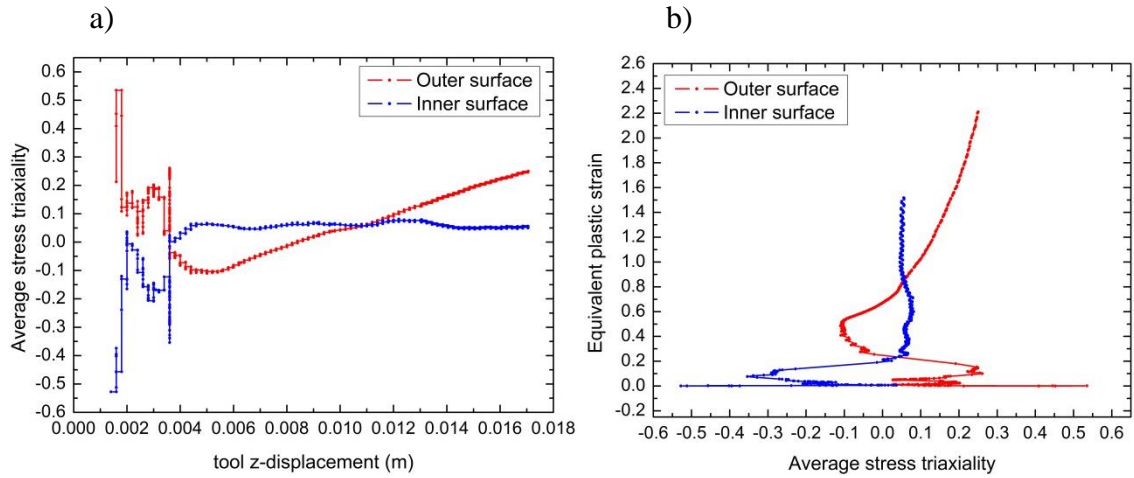 a)
Average stress triaxiality
0.6
0.5
0.4
0.3
0.2
0.1
0.0
-0.1
-0.2
-0.3
-0.4
-0.5
-0.6
Outer surface
Inner surface
0.000 0.002 0.004 0.006 0.008 0.010 0.012 0.014 0.016 0.018
tool z-displacement (m)
b)
Equivalent plastic strain
2.6
2.4
2.2
2.0
1.8
1.6
1.4
1.2
1.0
0.8
0.6
0.4
0.2
0.0
-0.2
Outer surface
Inner surface
-0.6 -0.5 -0.4 -0.3 -0.2 -0.1 0.0 0.1 0.2 0.3 0.4 0.5 0.6
Average stress triaxiality